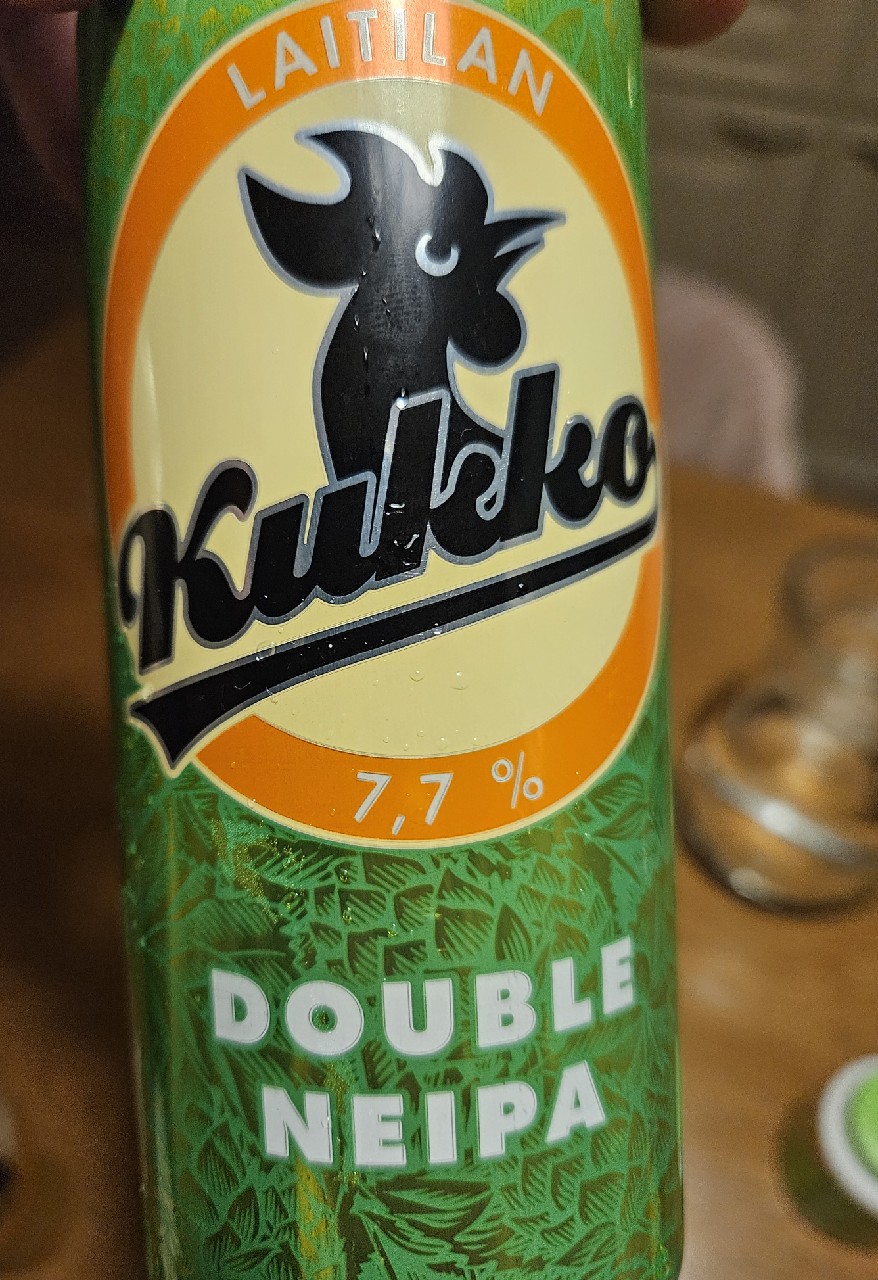 LAITILAN
Kukko
7,7 %
DOUBLE
NEIPA